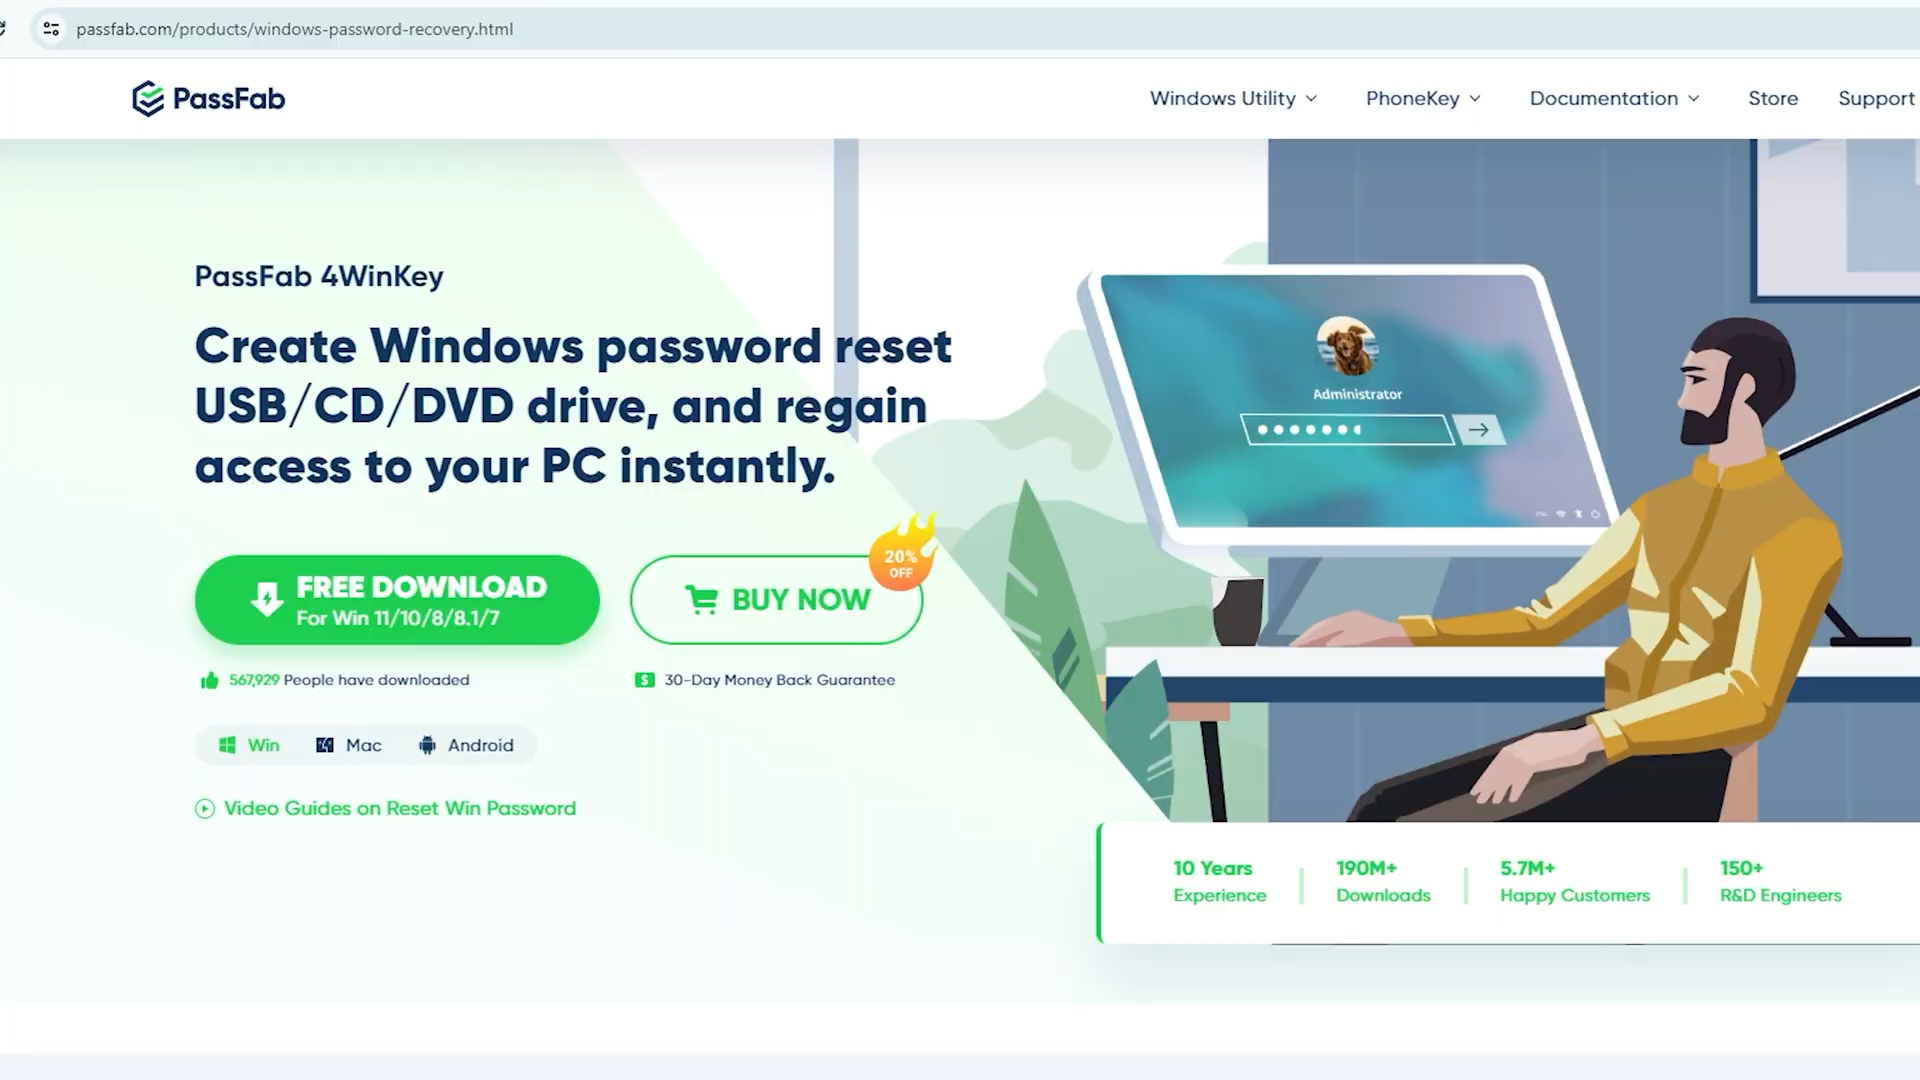 passfab.com/products/windows-password-recovery.html
PassFab
Windows Utility
PhoneKey
Documentation
Store
Support
PassFab 4WinKey
Create Windows password reset
USB/CD/DVD drive, and regain
access to your PC instantly.
FREE DOWNLOAD
For Win 11/10/8/8.1/7
BUY NOW
20%
OFF
567,929 People have downloaded
30-Day Money Back Guarantee
Win
Mac
Android
Video Guides on Reset Win Password
Administrator
10 Years
Experience
190M+
Downloads
5.7M+
Happy Customers
150+
R&D Engineers